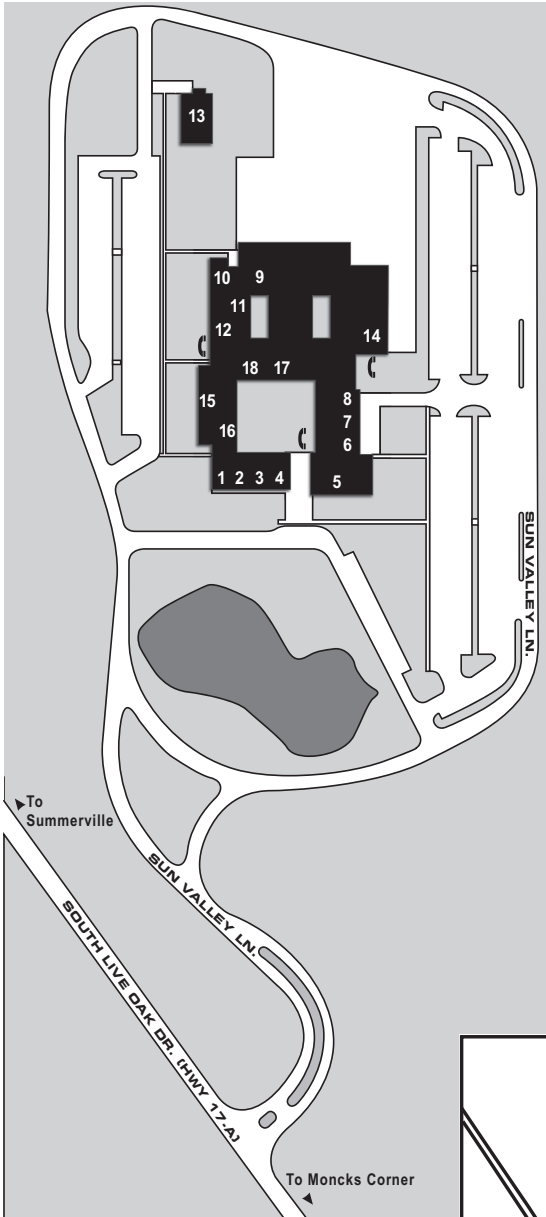 13
10 9
11
12
14
18 17
15
8
7
16
6
1 2 3 4
5
SUN VALLEY LN.
To
Summerville
SUN VALLEY LN.
SOUTH LIVE OAK DR. (HWY 17-A)
To Moncks Corner